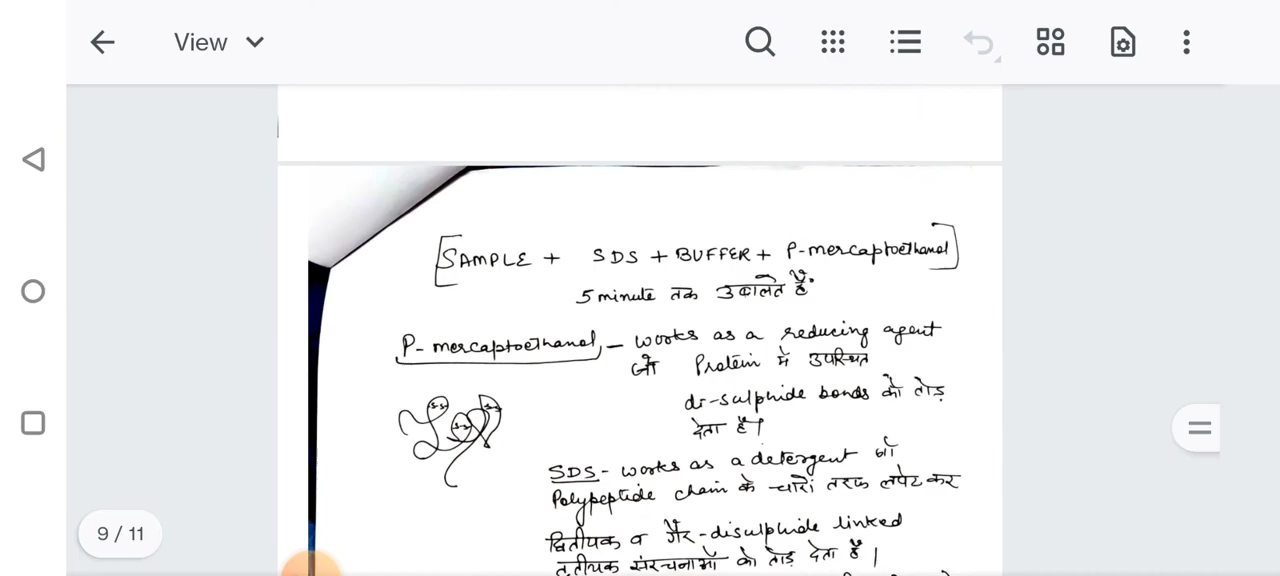 View
[SAMPLE + SDS + BUFFER + P-mercaptoethanol]
5 minute तक उबालते हैं.
P-mercaptoethanol – works as a reducing agent
जो Protein में उपस्थित
di-sulphide bonds को तोड़
देता है।
S-S
S-S
S-S
SDS - works as a detergent जो
Polypeptide chain के चारों तरफ लपेट कर
द्वितीयक व गैर-disulphide linked
तृतीयक संरचनाओं को तोड़ देता है।
9 / 11